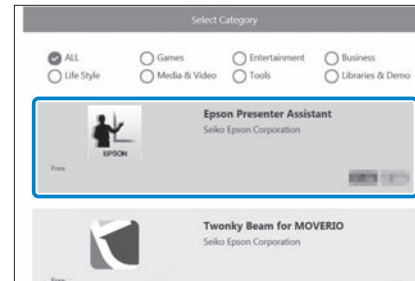 Select Category
ALL Games Entertainment Business
Life Style Media & Video Tools Libraries & Demo
Epson Presenter Assistant
Seiko Epson Corporation
EPSON
Free
Twonky Beam for MOVERIO
Seiko Epson Corporation
Free